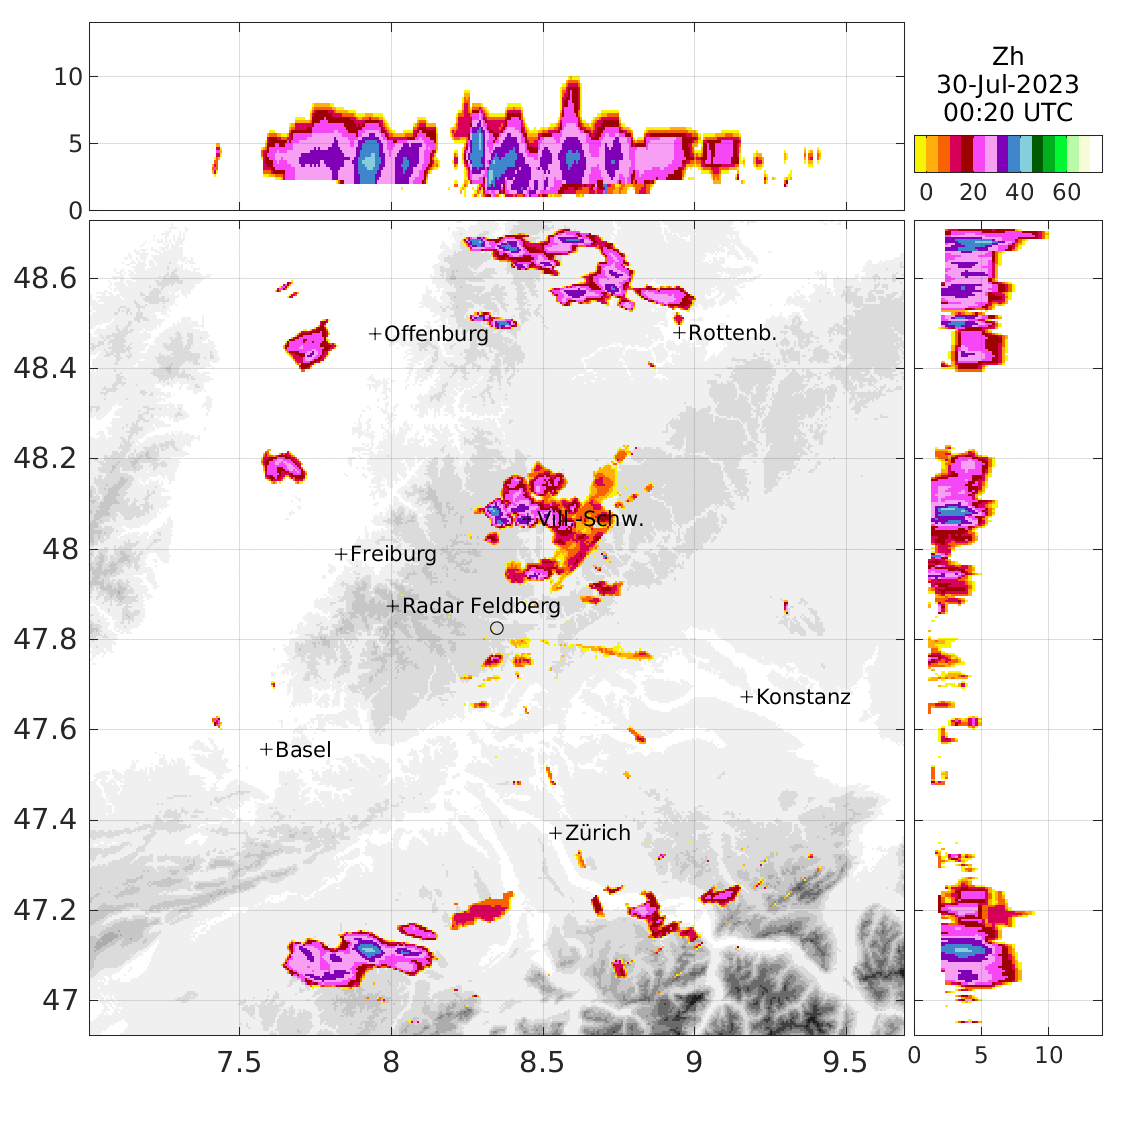 10
5
0
Zh
30-Jul-2023
00:20 UTC
0 20 40 60
48.6
48.4
48.2
48
47.8
47.6
47.4
47.2
47
+Offenburg
+Rottenb.
Vill.-Schw.
+Freiburg
+Radar Feldberg
+Konstanz
+Basel
+Zürich
7.5 8 8.5 9 9.5
0 5 10